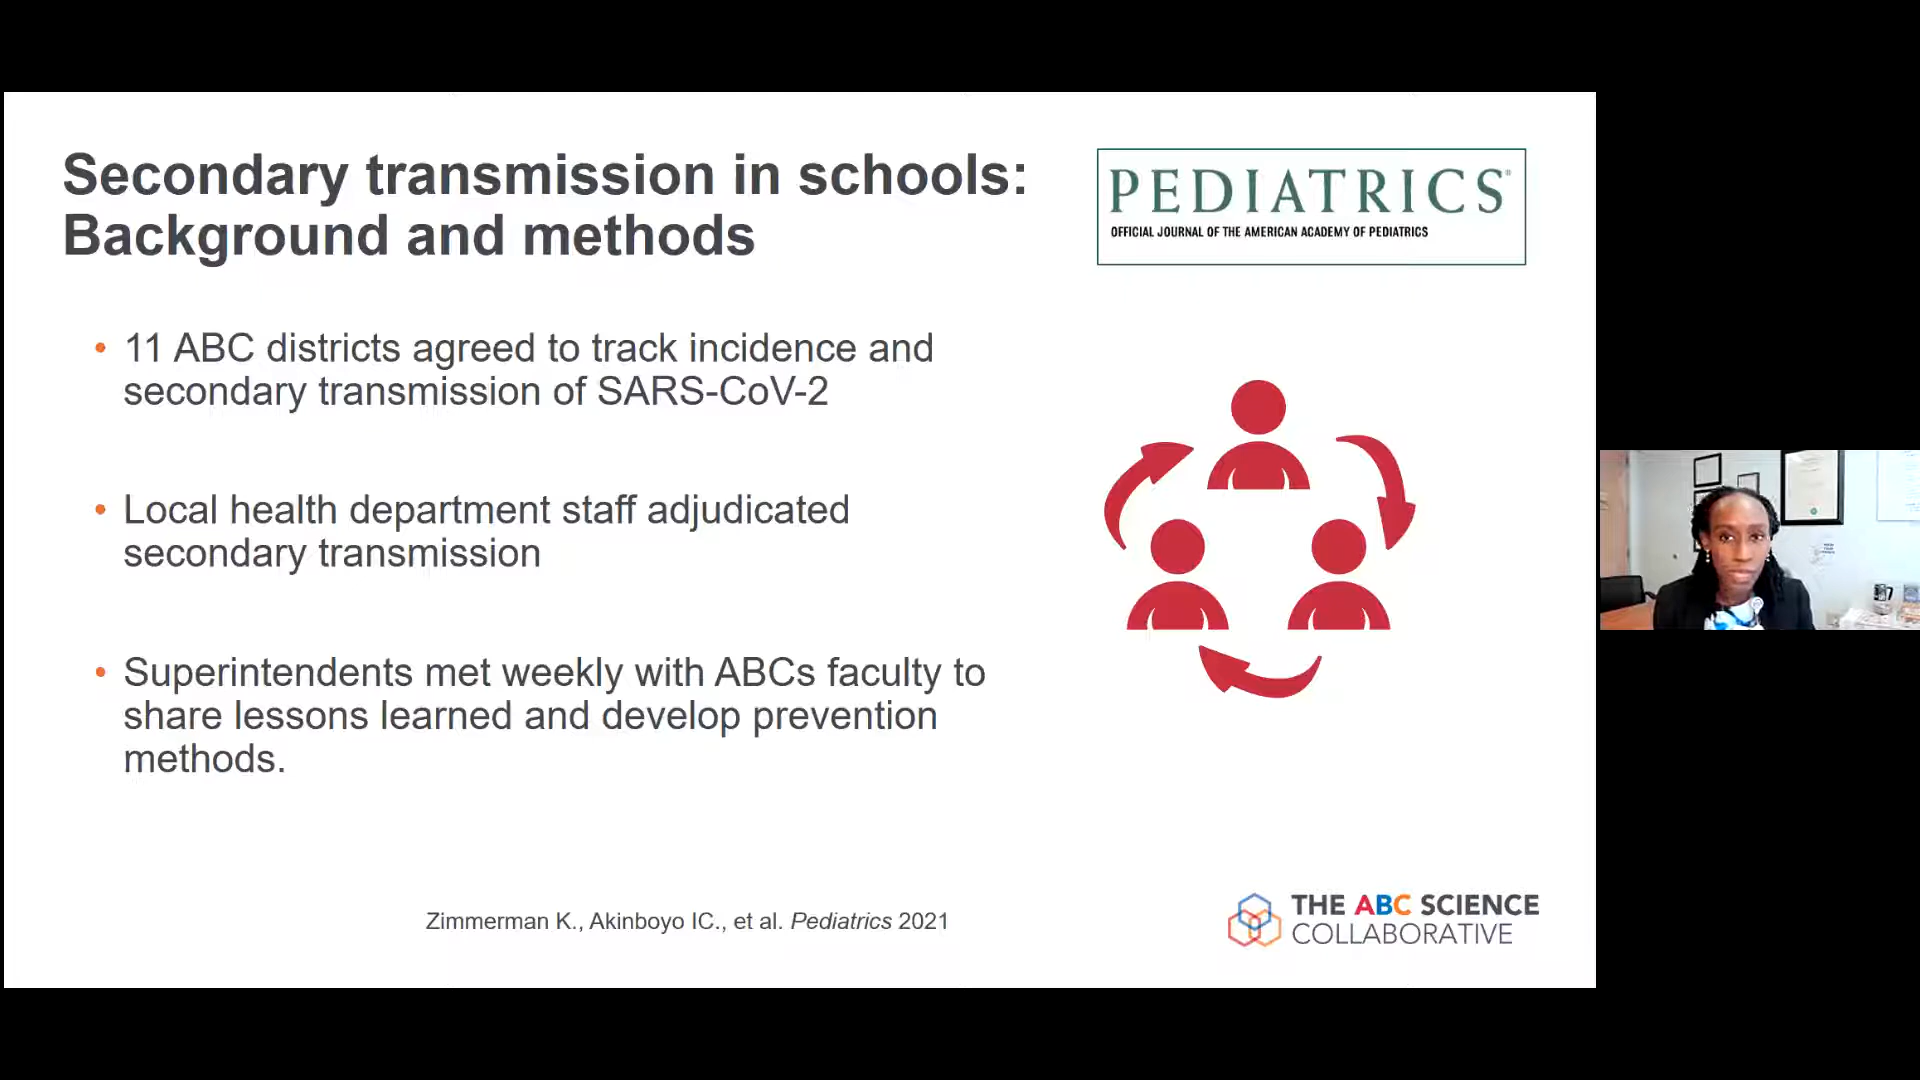 Secondary transmission in schools:
Background and methods
PEDIATRICS®
OFFICIAL JOURNAL OF THE AMERICAN ACADEMY OF PEDIATRICS
• 11 ABC districts agreed to track incidence and
secondary transmission of SARS-CoV-2
• Local health department staff adjudicated
secondary transmission
• Superintendents met weekly with ABCs faculty to
share lessons learned and develop prevention
methods.
Zimmerman K., Akinboyo IC., et al. Pediatrics 2021
THE ABC SCIENCE
COLLABORATIVE